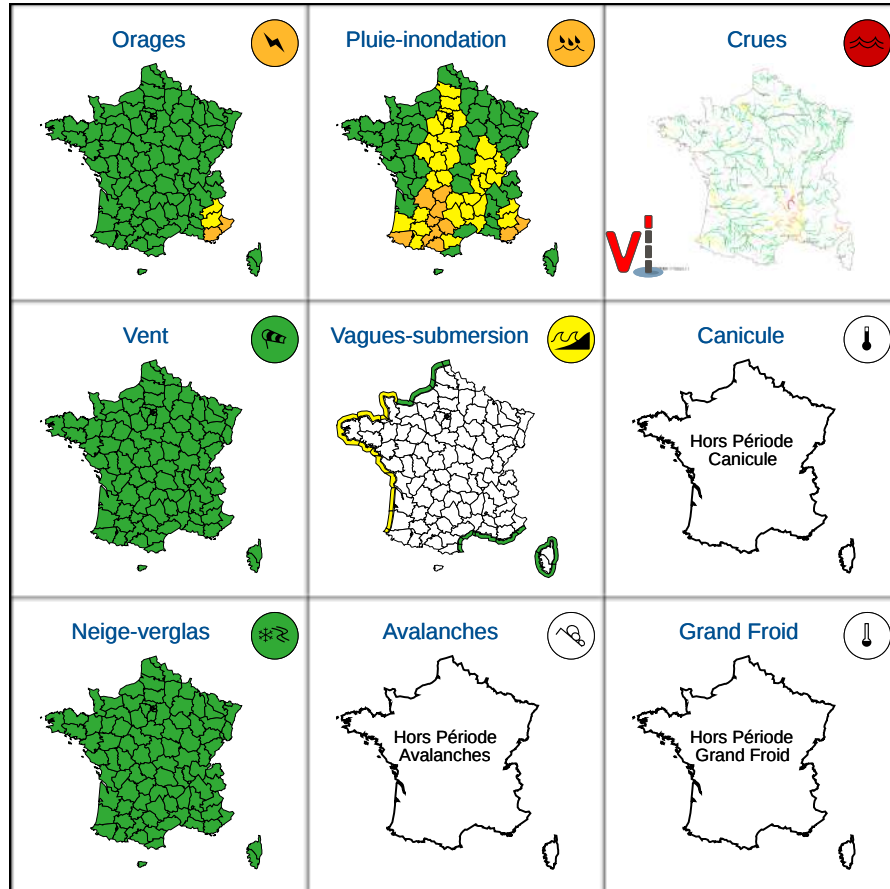 Orages
Pluie-inondation
Crues
vi
Vent
Vagues-submersion
Canicule
Hors Période
Canicule
Neige-verglas
Avalanches
Grand Froid
Hors Période
Avalanches
Hors Période
Grand Froid